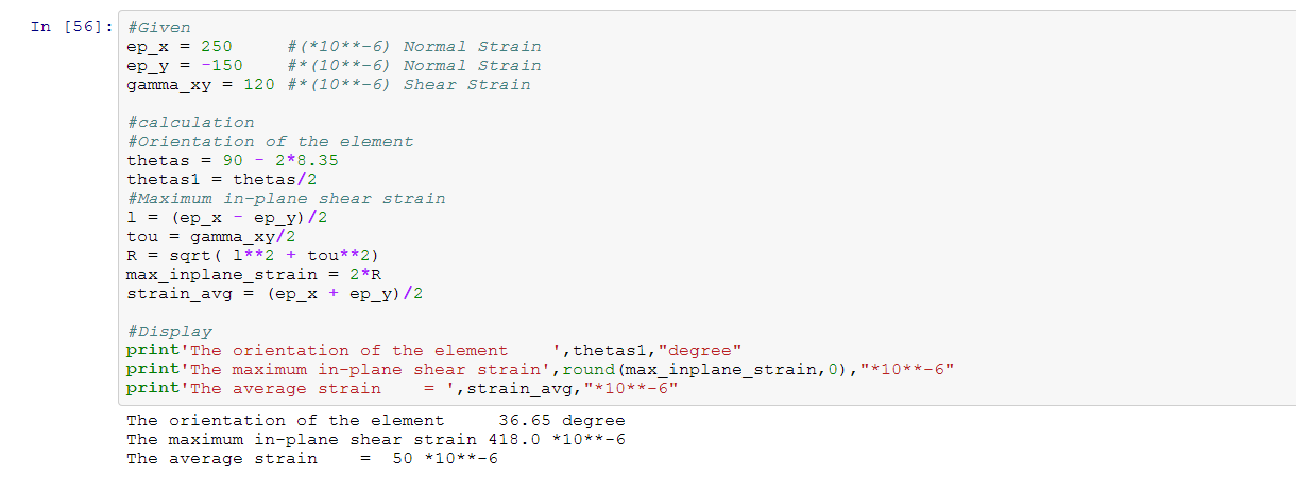 In [56]: #Given
ep_x = 250 #(*10**-6) Normal Strain
ep_y = -150 #*(10**-6) Normal Strain
gamma_xy = 120 #*(10**-6) Shear Strain
#calculation
#Orientation of the element
thetas = 90 - 2*8.35
thetas1 = thetas/2
#Maximum in-plane shear strain
l = (ep_x - ep_y)/2
tou = gamma_xy/2
R = sqrt( l**2 + tou**2)
max_inplane_strain = 2*R
strain_avg = (ep_x + ep_y)/2
#Display
print'The orientation of the element    ',thetas1,"degree"
print'The maximum in-plane shear strain',round(max_inplane_strain,0),"*10**-6"
print'The average strain    = ',strain_avg,"*10**-6"
The orientation of the element     36.65 degree
The maximum in-plane shear strain 418.0 *10**-6
The average strain    =  50 *10**-6